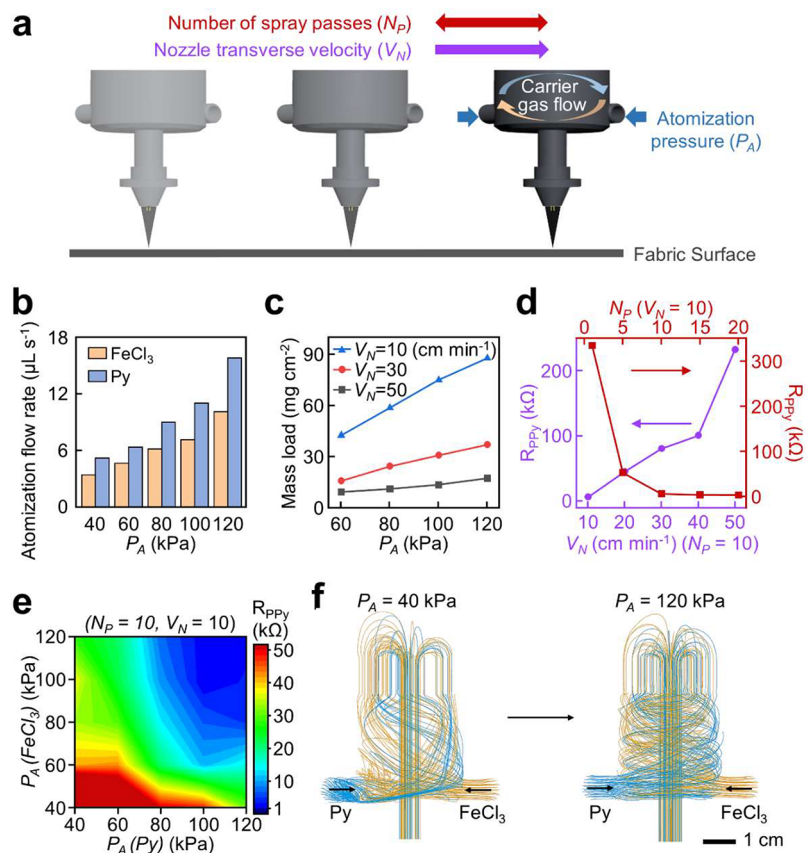 a
Number of spray passes (N_P)
Nozzle transverse velocity (V_N)
Carrier
gas flow
Atomization
pressure (P_A)
Fabric Surface
b
Atomization flow rate (µL s⁻¹)
18
12
6
0
FeCl₃
Py
40 60 80 100 120
P_A (kPa)
c
Mass load (mg cm⁻²)
90
60
30
0
V_N=10 (cm min⁻¹)
V_N=30
V_N=50
60 80 100 120
P_A (kPa)
d
N_P (V_N = 10)
0 5 10 15 20
R_PPy (kΩ)
200
100
0
300
200
100
0
R_PPy (kΩ)
10 20 30 40 50
V_N (cm min⁻¹) (N_P = 10)
e
(N_P = 10, V_N = 10)
R_PPy
(kΩ)
P_A (FeCl₃) (kPa)
120
100
80
60
40
40 60 80 100 120
P_A (Py) (kPa)
50
40
30
20
10
1
f
P_A = 40 kPa
P_A = 120 kPa
Py
FeCl₃
Py
FeCl₃
1 cm